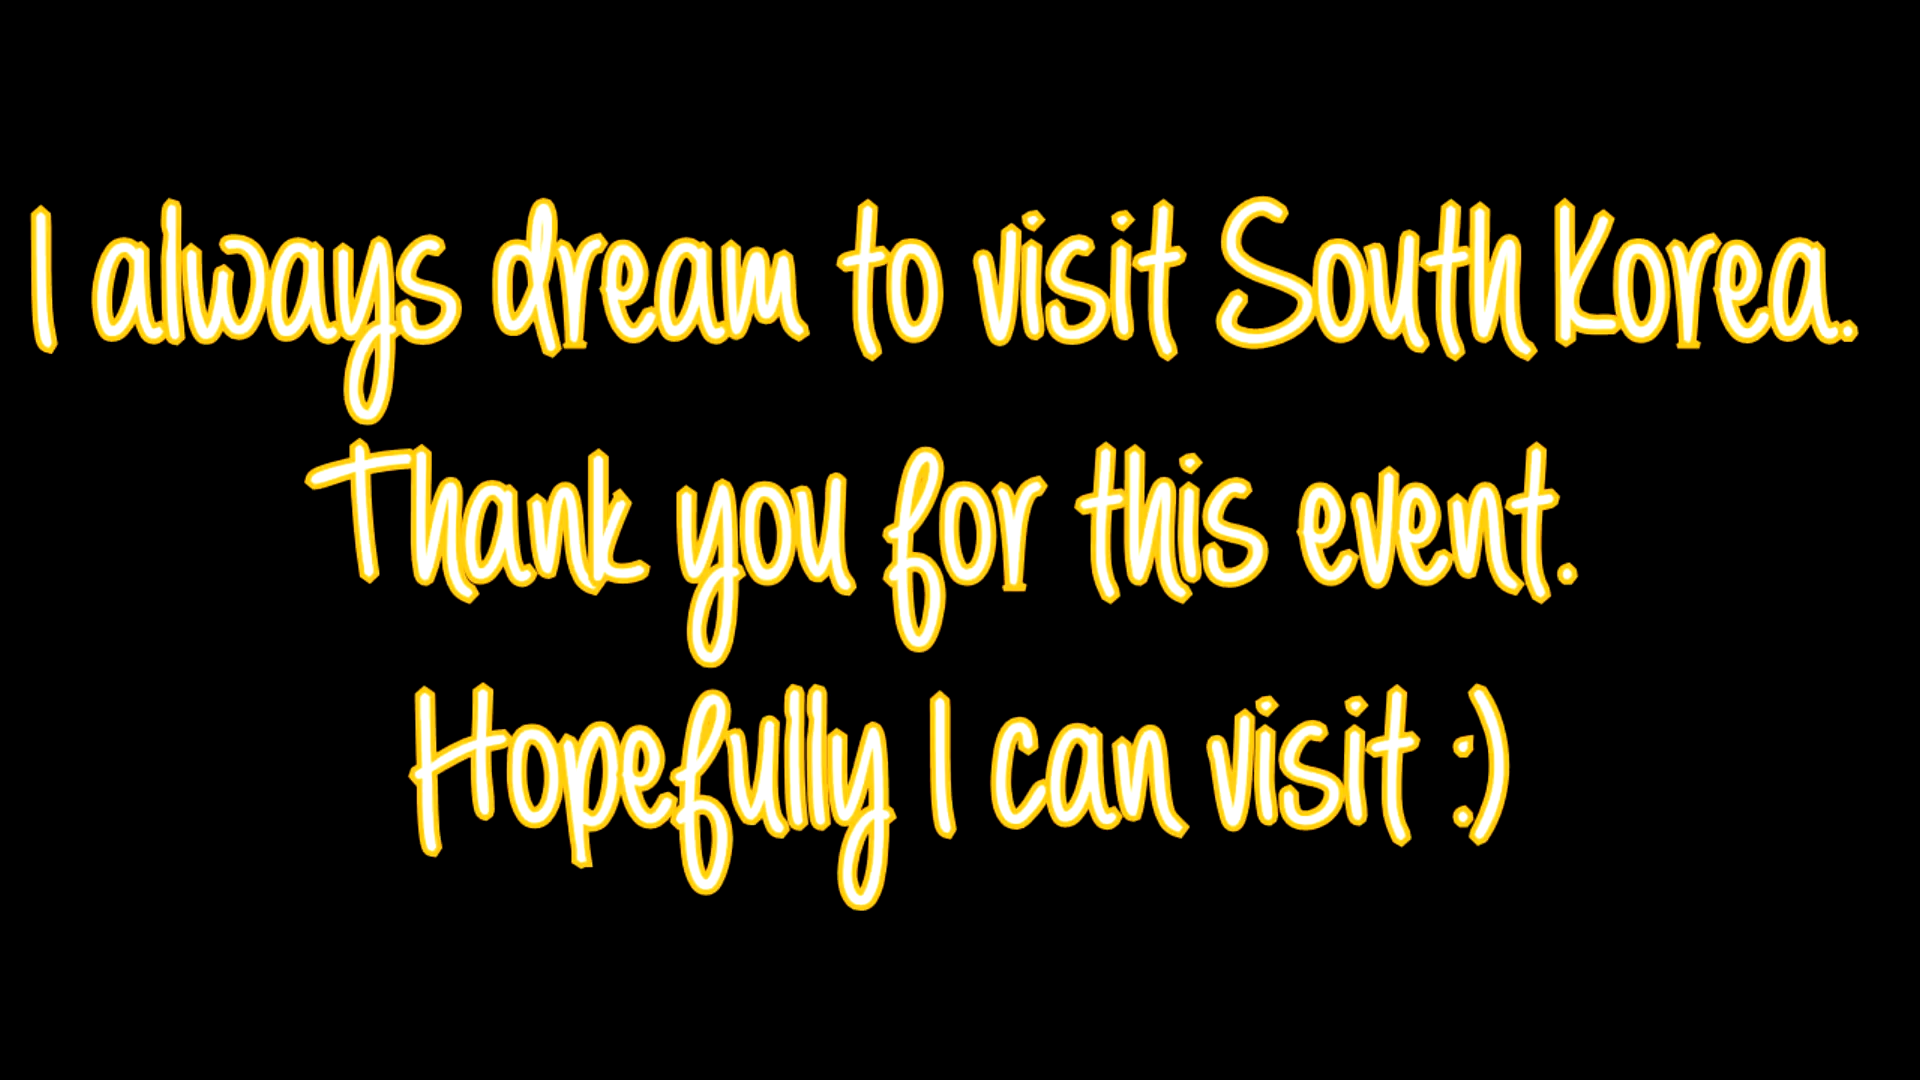 I always dream to visit South Korea.
Thank you for this event.
Hopefully I can visit :)